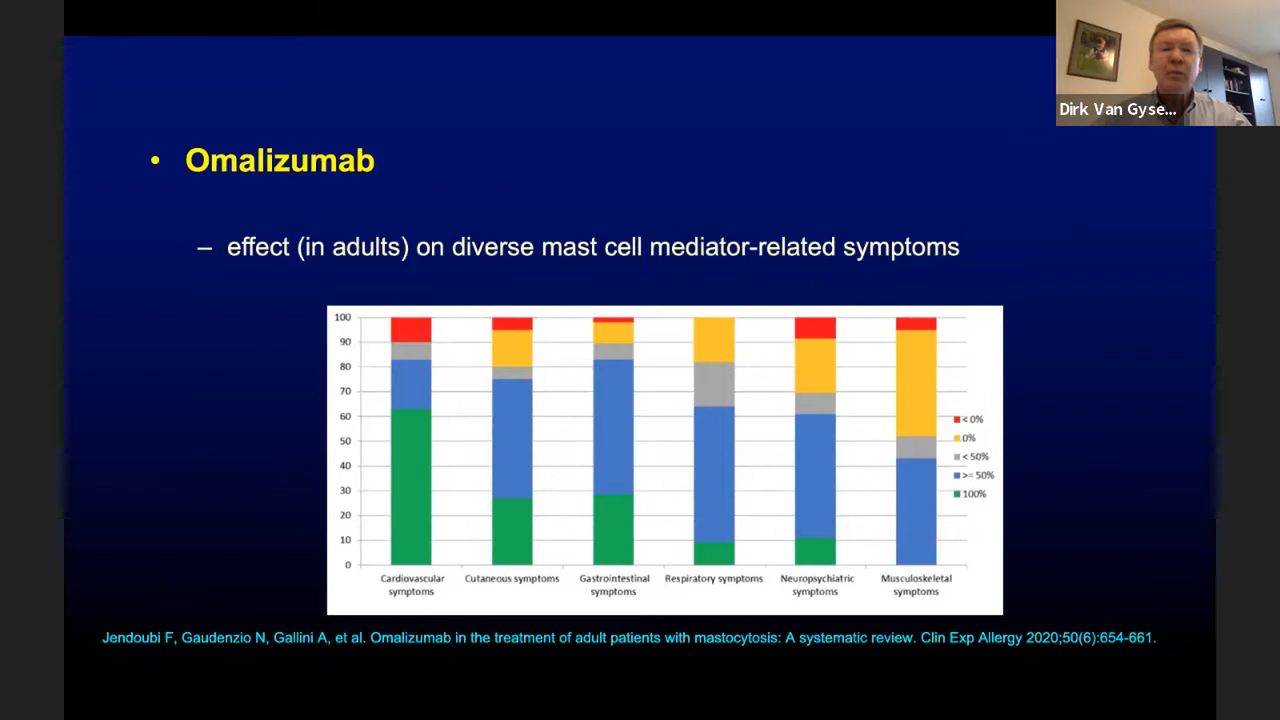 Dirk Van Gyse...
• Omalizumab
– effect (in adults) on diverse mast cell mediator-related symptoms
100
90
80
70
60
50
40
30
20
10
0
< 0%
0%
< 50%
>= 50%
100%
Cardiovascular symptoms
Cutaneous symptoms
Gastrointestinal symptoms
Respiratory symptoms
Neuropsychiatric symptoms
Musculoskeletal symptoms
Jendoubi F, Gaudenzio N, Gallini A, et al. Omalizumab in the treatment of adult patients with mastocytosis: A systematic review. Clin Exp Allergy 2020;50(6):654-661.